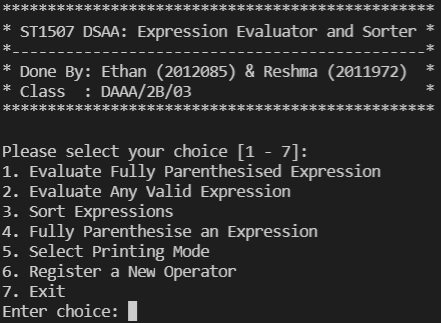 *************************************************
* ST1507 DSAA: Expression Evaluator and Sorter *
*-----------------------------------------------*
* Done By: Ethan (2012085) & Reshma (2011972)  *
* Class  : DAAA/2B/03                          *
*************************************************
Please select your choice [1 - 7]:
1. Evaluate Fully Parenthesised Expression
2. Evaluate Any Valid Expression
3. Sort Expressions
4. Fully Parenthesise an Expression
5. Select Printing Mode
6. Register a New Operator
7. Exit
Enter choice: